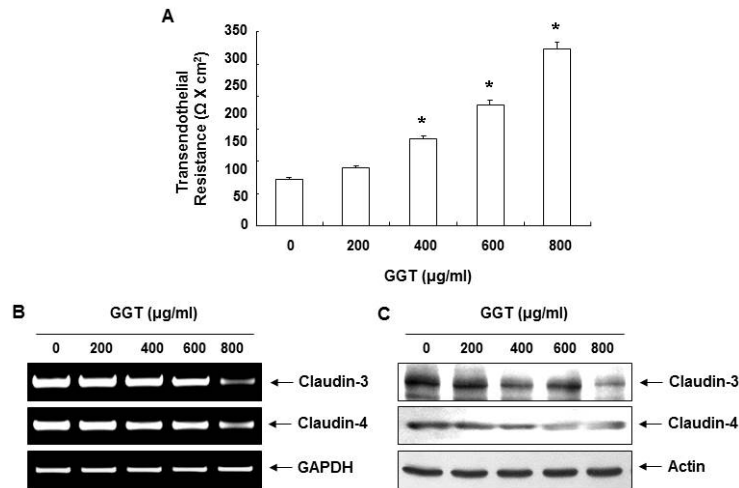 A
Transendothelial
Resistance (Ω X cm²)
350
300
250
200
150
100
50
0
*
*
*
0 200 400 600 800
GGT (µg/ml)
B
GGT (µg/ml)
0 200 400 600 800
Claudin-3
Claudin-4
GAPDH
C
GGT (µg/ml)
0 200 400 600 800
Claudin-3
Claudin-4
Actin